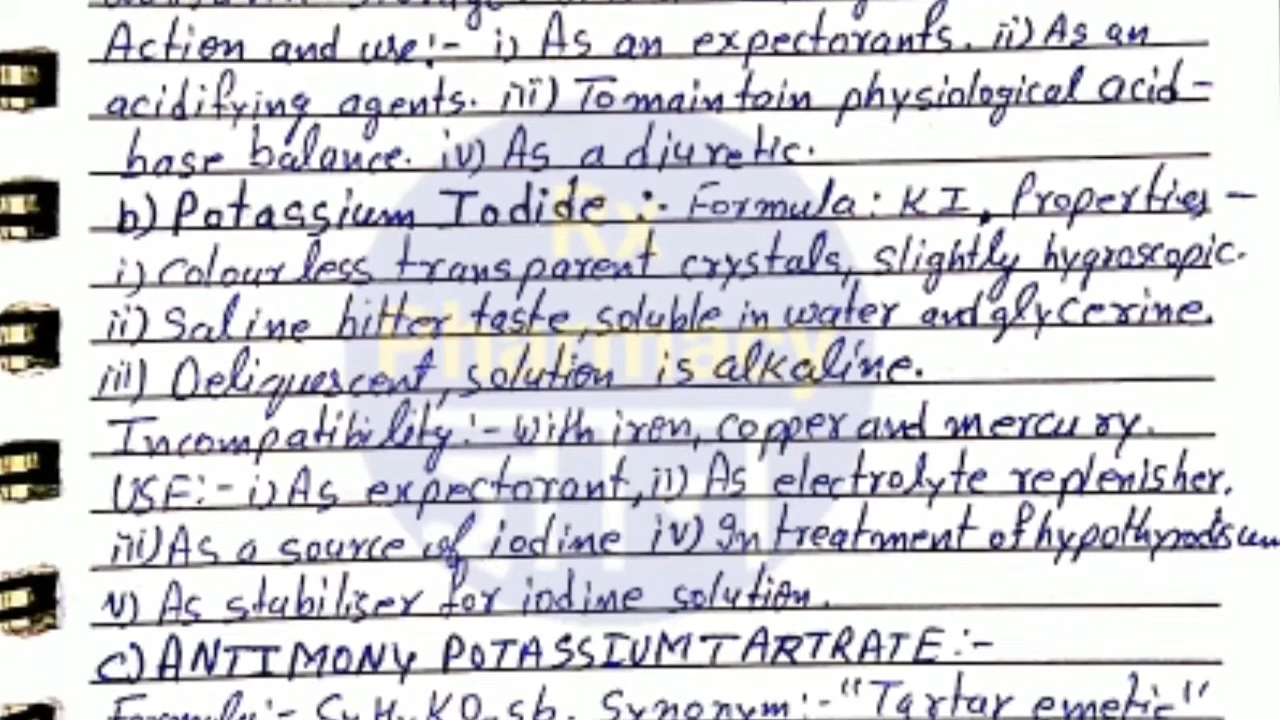 Action and use:- i) As an expectorants. ii) As an
acidifying agents. iii) To maintain physiological acid-
base balance. iv) As a diuretic.
b) Potassium Iodide :- Formula: KI, Properties -
i) Colourless transparent crystals, slightly hygroscopic.
ii) Saline bitter taste, soluble in water and glycerine.
iii) Deliquescent, solution is alkaline.
Incompatibility:- With iron, copper and mercury.
USE:- i) As expectorant, ii) As electrolyte replenisher.
iii) As a source of iodine iv) In treatment of hypothyrodism
v) As stabiliser for iodine solution.
c) ANTIMONY POTASSIUM TARTRATE:-
Formula:- Synonym:- "Tartar emetic"
Rx
Pharmacy
ज्ञान